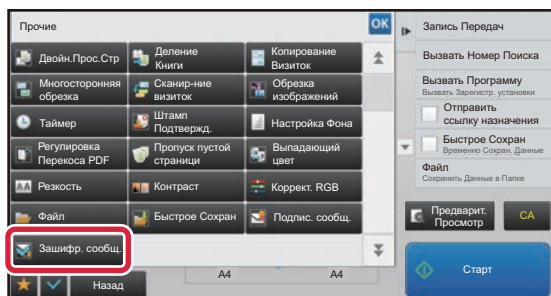 Прочие
OK
Двойн.Прос.Стр
Деление
Книги
Копирование
Визиток
Многосторонняя
обрезка
Сканир-ние
визиток
Обрезка
изображений
Таймер
Штамп
Подтвержд.
Настройка Фона
Регулировка
Перекоса PDF
Пропуск пустой
страници
Выпадающий
цвет
AA Резкость
Контраст
Коррект. RGB
Файл
Быстрое Сохран
Подпис. сообщ.
Зашифр. сообщ.
Назад
A4
A4
Запись Передач
Вызвать Номер Поиска
Вызвать Программу
Вызвать Зарегистр. установки
Отправить
ссылку назначения
Быстрое Сохран
Временно Сохран. Данные
Файл
Сохранить Данные в Папке
Предварит.
Просмотр
CA
Старт